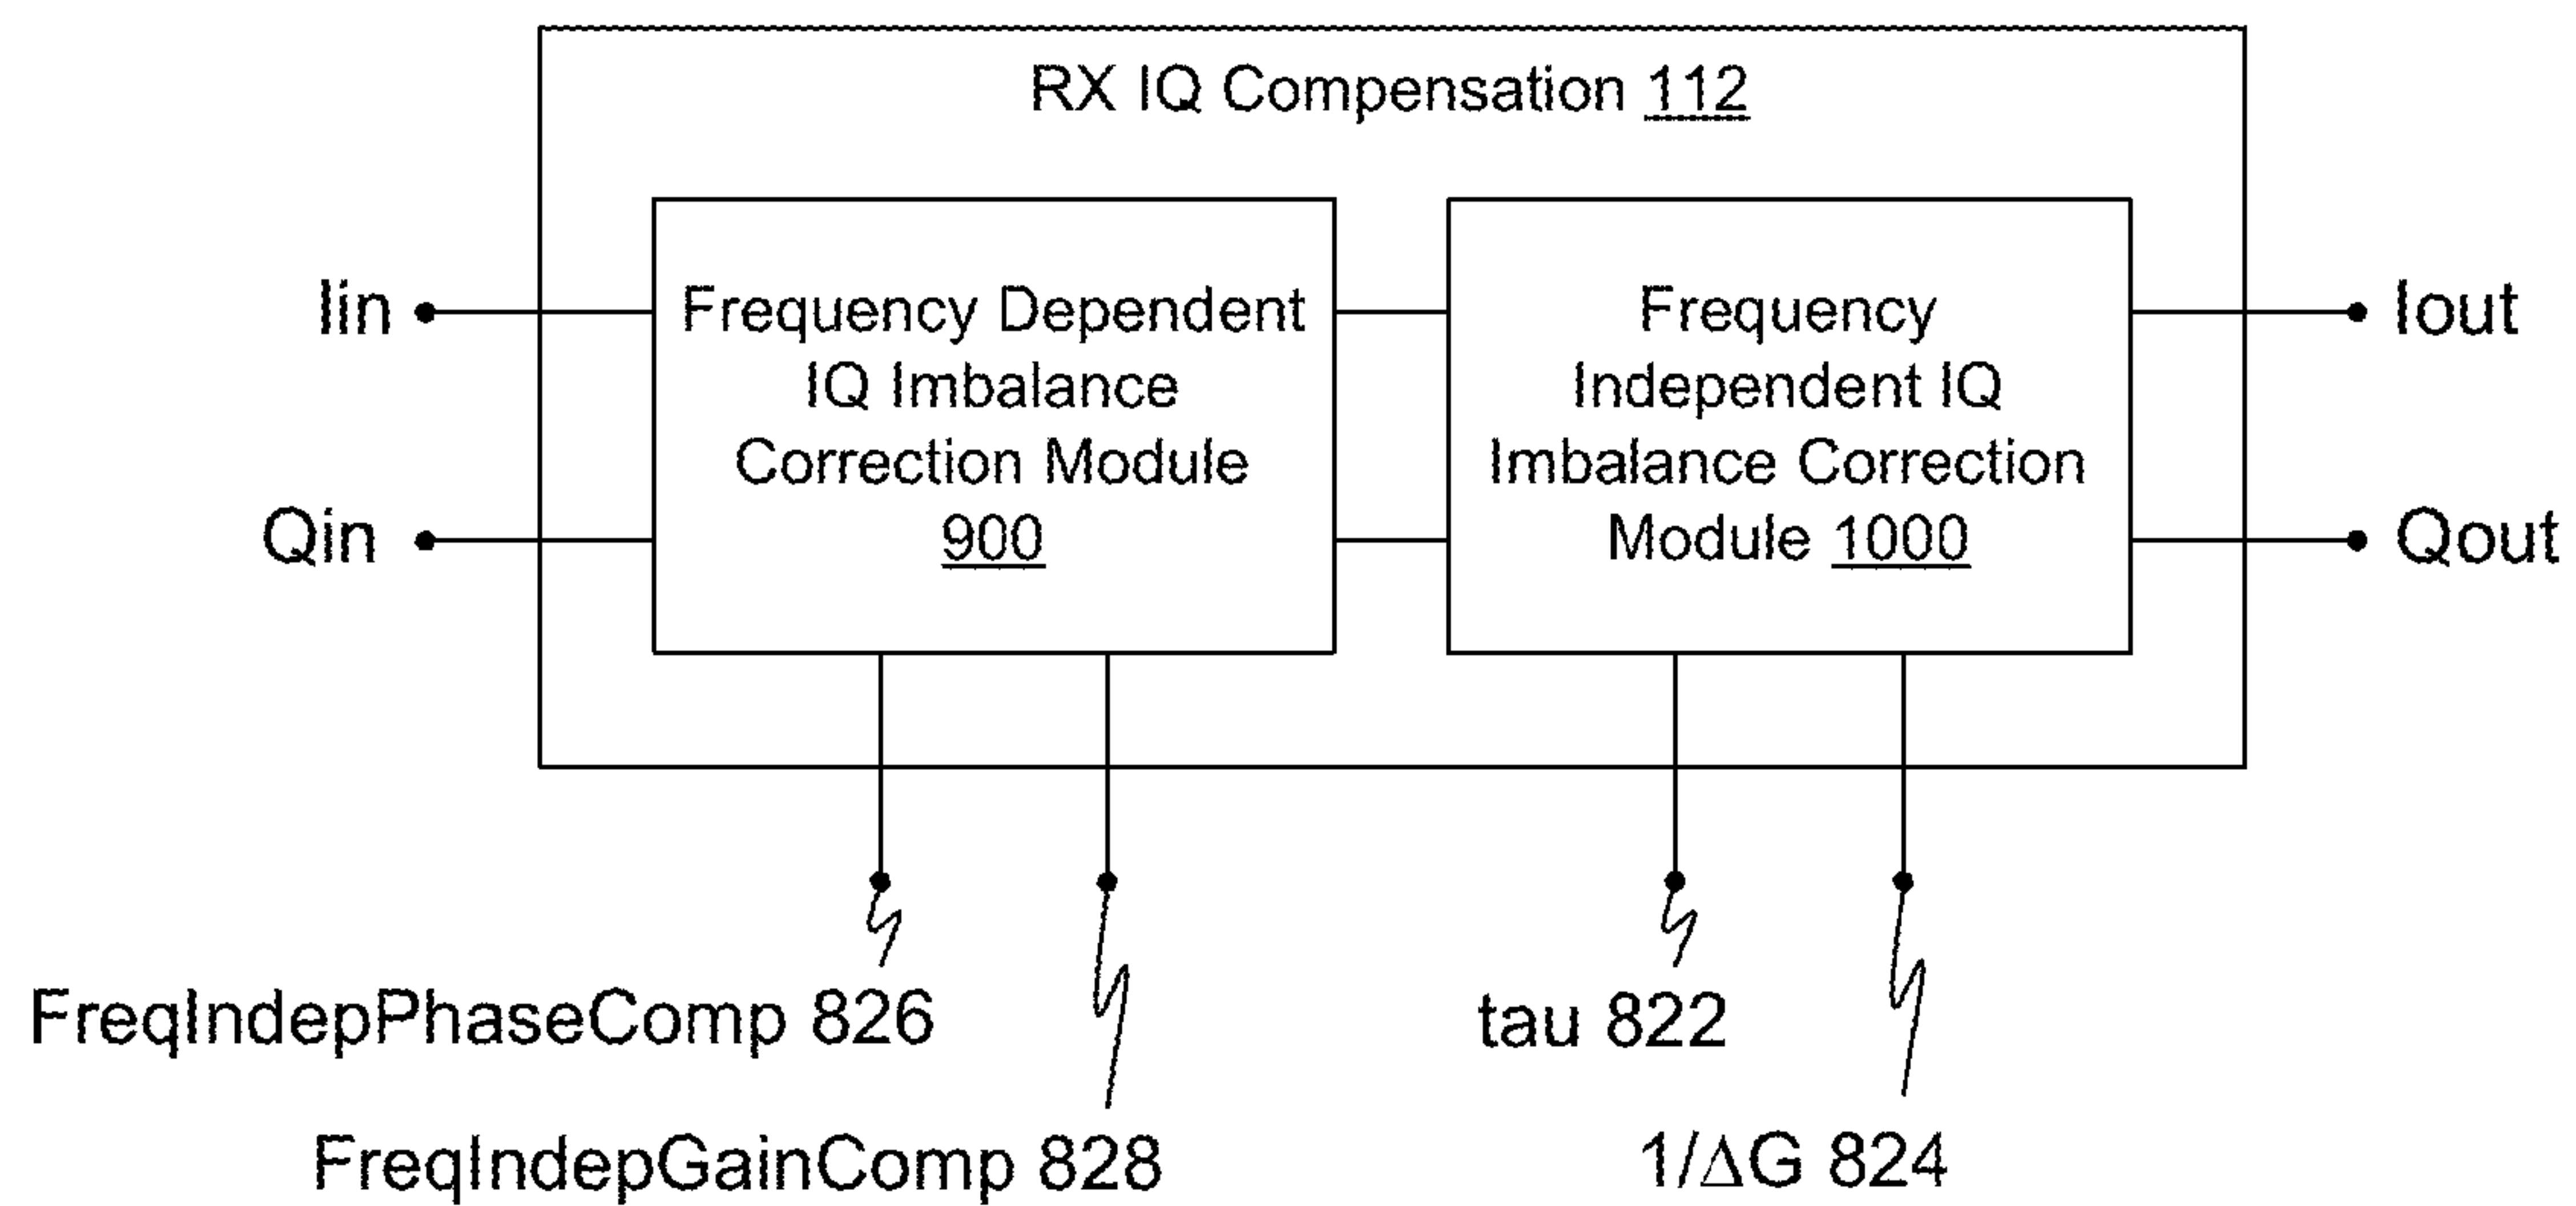 RX IQ Compensation 112
Iin
Frequency Dependent
IQ Imbalance
Correction Module
900
Qin
Frequency
Independent IQ
Imbalance Correction
Module 1000
Iout
Qout
FreqIndepPhaseComp 826
FreqIndepGainComp 828
tau 822
1/ΔG 824